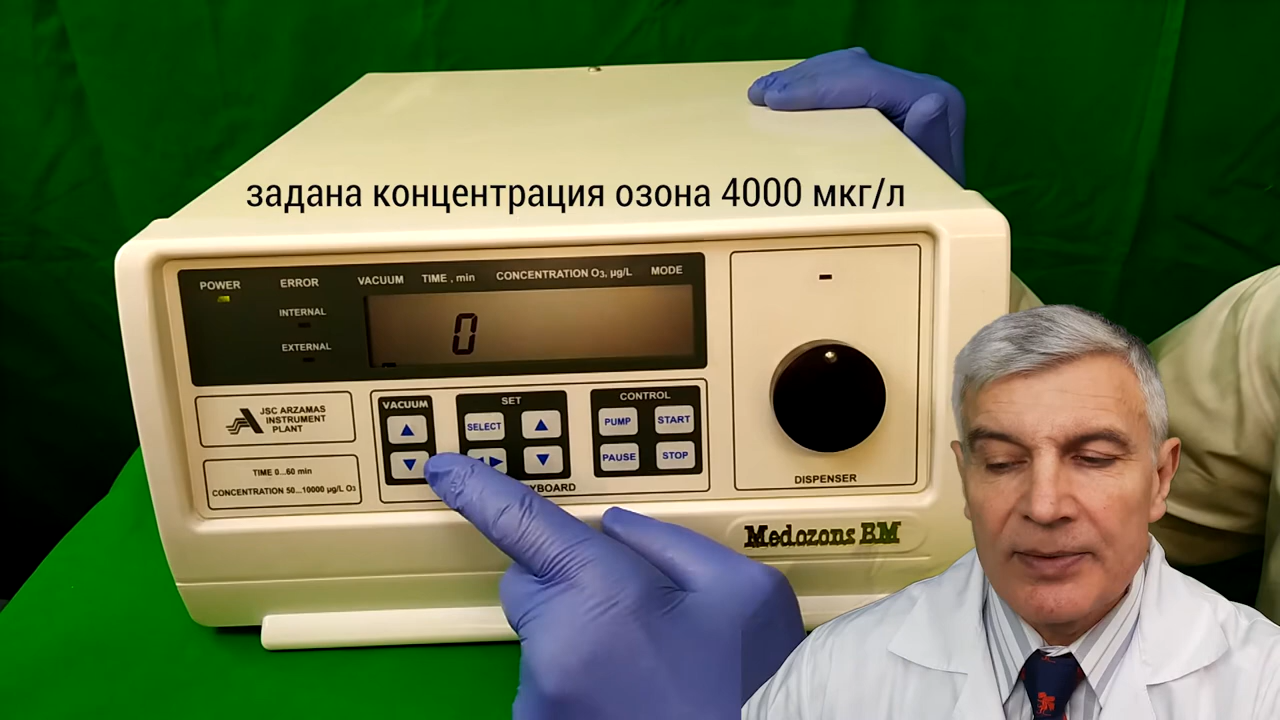 задана концентрация озона 4000 мкг/л
POWER ERROR VACUUM TIME , min CONCENTRATION O₃, µg/L MODE
INTERNAL
EXTERNAL
0
JSC ARZAMAS
INSTRUMENT
PLANT
TIME 0...60 min
CONCENTRATION 50...10000 µg/L O₃
VACUUM
SET
SELECT
CONTROL
PUMP START
PAUSE STOP
DISPENSER
Medozons BM